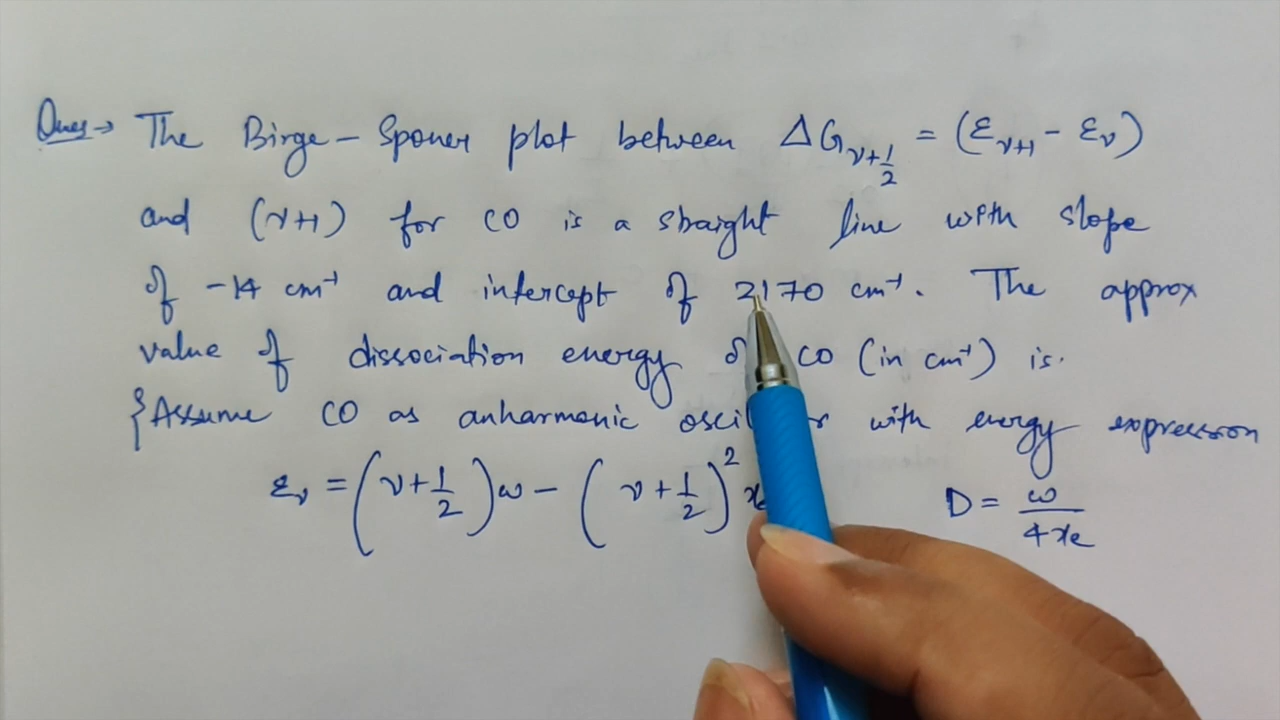 Ques→ The Birge-Sponer plot between ΔG_{v+1/2} = (ε_{v+1} - ε_v)
and (v+1) for CO is a straight line with slope
of -14 cm⁻¹ and intercept of 2170 cm⁻¹. The approx
value of dissociation energy CO (in cm⁻¹) is.
{Assume CO as anharmonic with energy expression
ε_v = (v+1/2)ω - (v+1/2)² D = ω/4xe